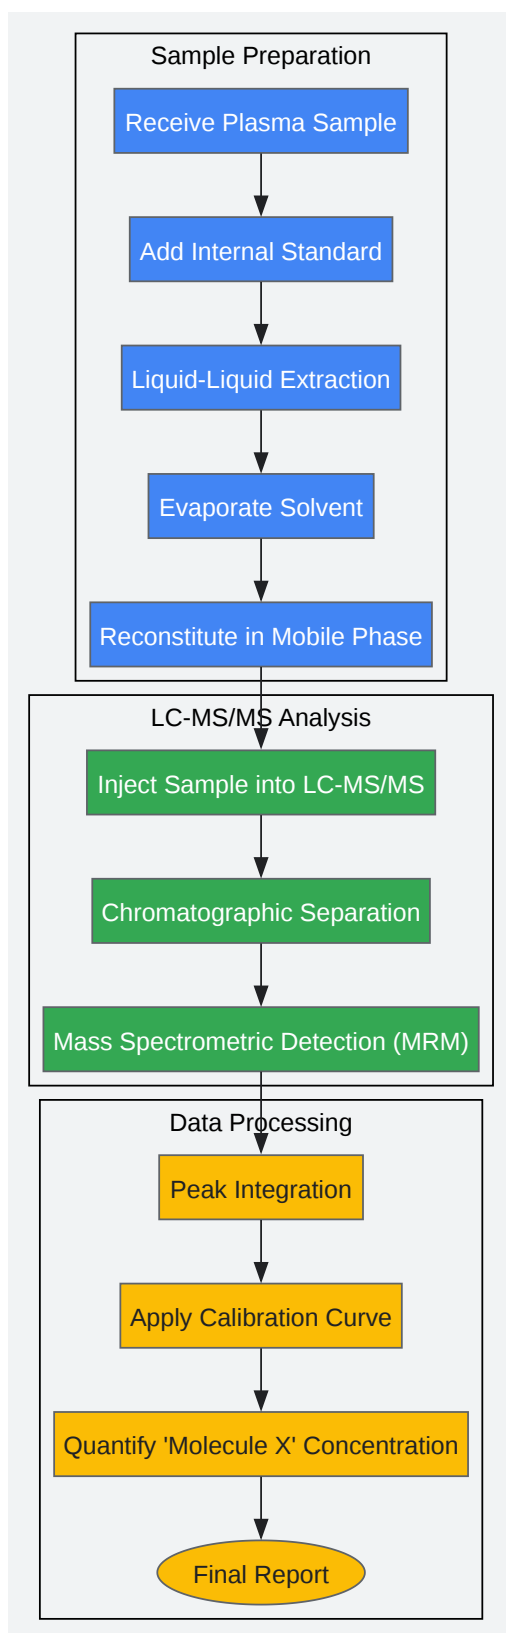 Sample Preparation
Receive Plasma Sample
Add Internal Standard
Liquid-Liquid Extraction
Evaporate Solvent
Reconstitute in Mobile Phase
LC-MS/MS Analysis
Inject Sample into LC-MS/MS
Chromatographic Separation
Mass Spectrometric Detection (MRM)
Data Processing
Peak Integration
Apply Calibration Curve
Quantify 'Molecule X' Concentration
Final Report